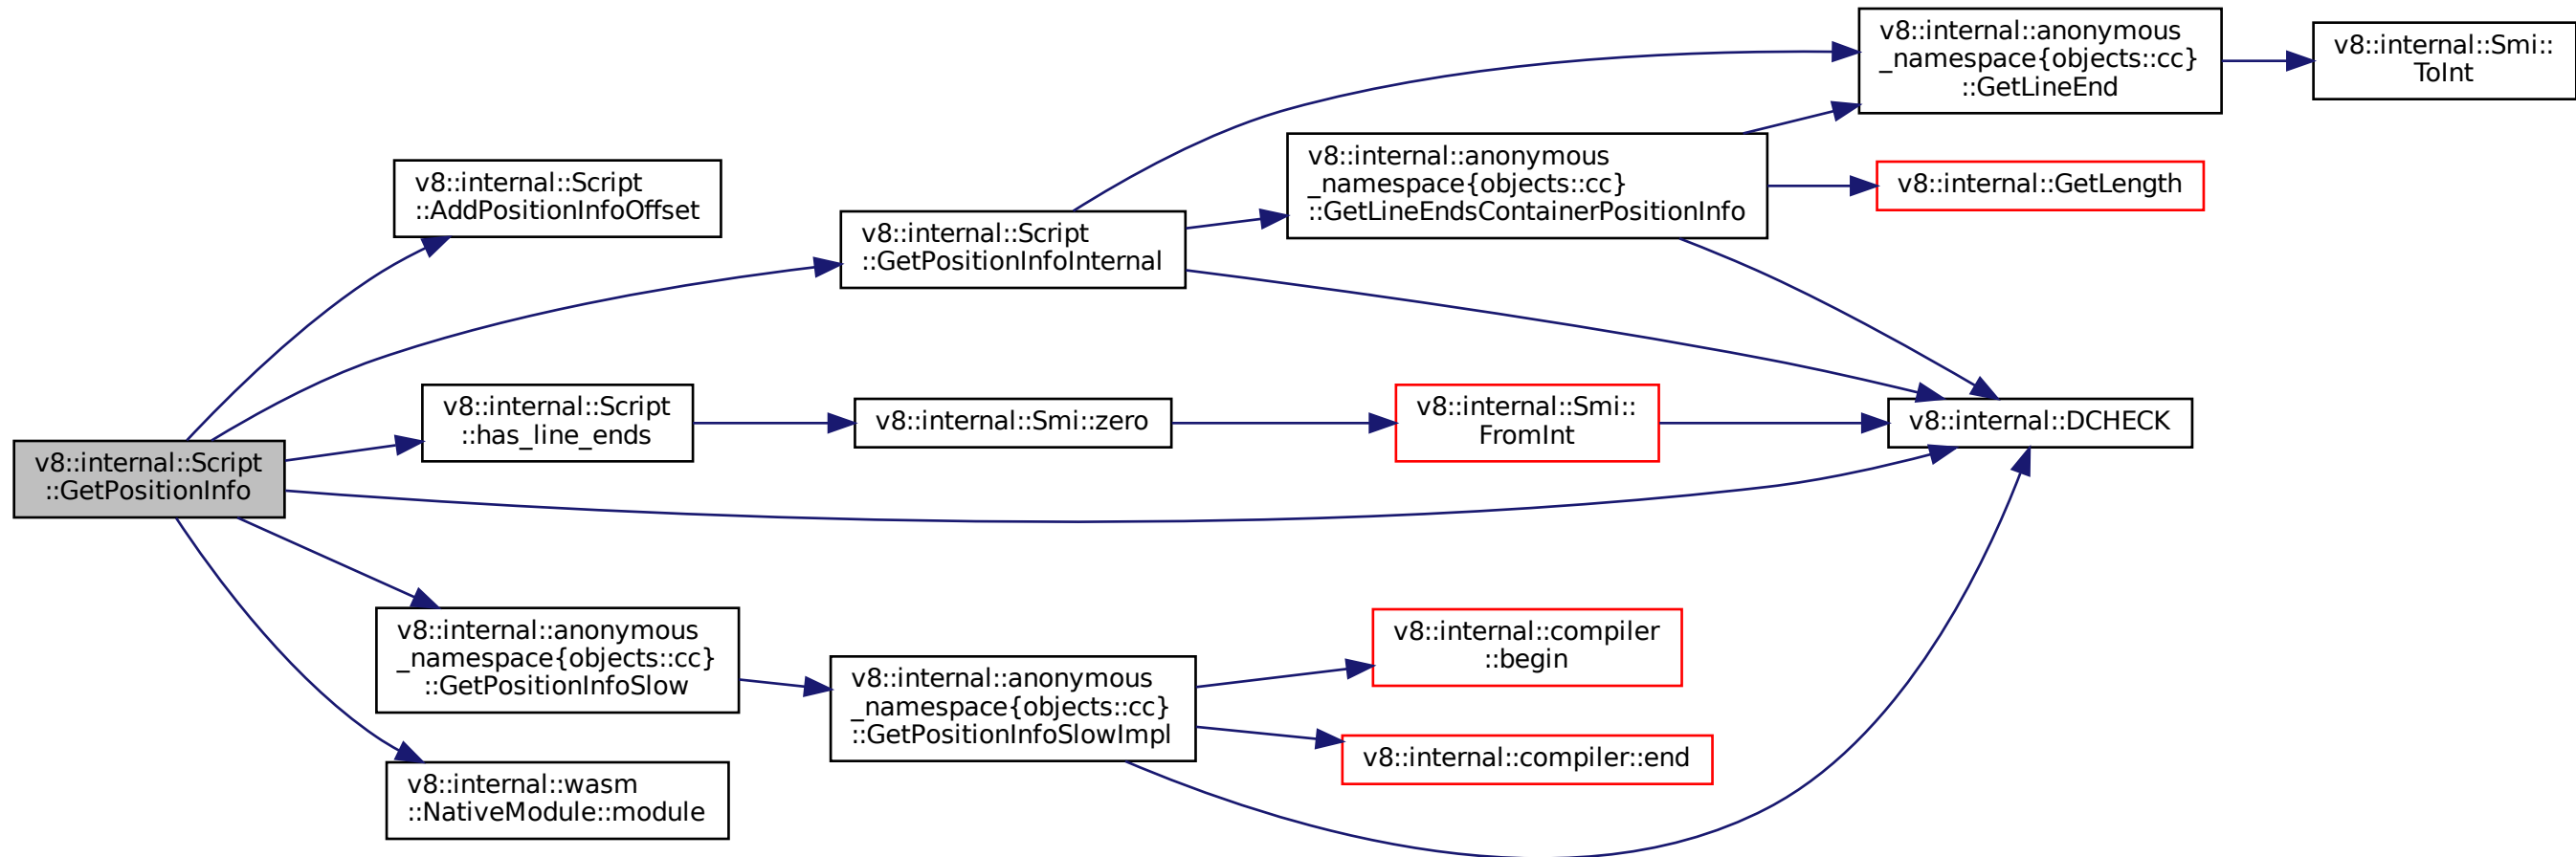 v8::internal::Script
::GetPositionInfo
v8::internal::Script
::AddPositionInfoOffset
v8::internal::Script
::GetPositionInfoInternal
v8::internal::anonymous
_namespace{objects::cc}
::GetLineEnd
v8::internal::Smi::
ToInt
v8::internal::anonymous
_namespace{objects::cc}
::GetLineEndsContainerPositionInfo
v8::internal::GetLength
v8::internal::DCHECK
v8::internal::Script
::has_line_ends
v8::internal::Smi::zero
v8::internal::Smi::
FromInt
v8::internal::anonymous
_namespace{objects::cc}
::GetPositionInfoSlow
v8::internal::anonymous
_namespace{objects::cc}
::GetPositionInfoSlowImpl
v8::internal::compiler
::begin
v8::internal::compiler::end
v8::internal::wasm
::NativeModule::module